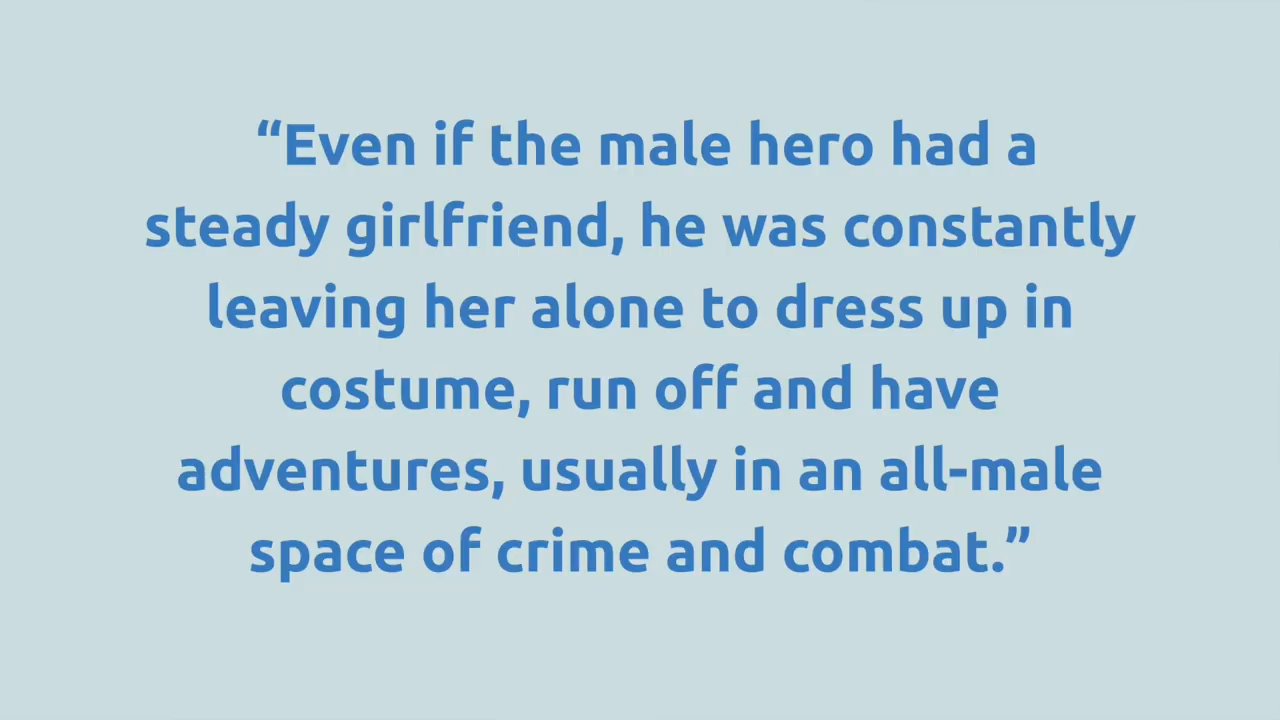 “Even if the male hero had a
steady girlfriend, he was constantly
leaving her alone to dress up in
costume, run off and have
adventures, usually in an all-male
space of crime and combat.”